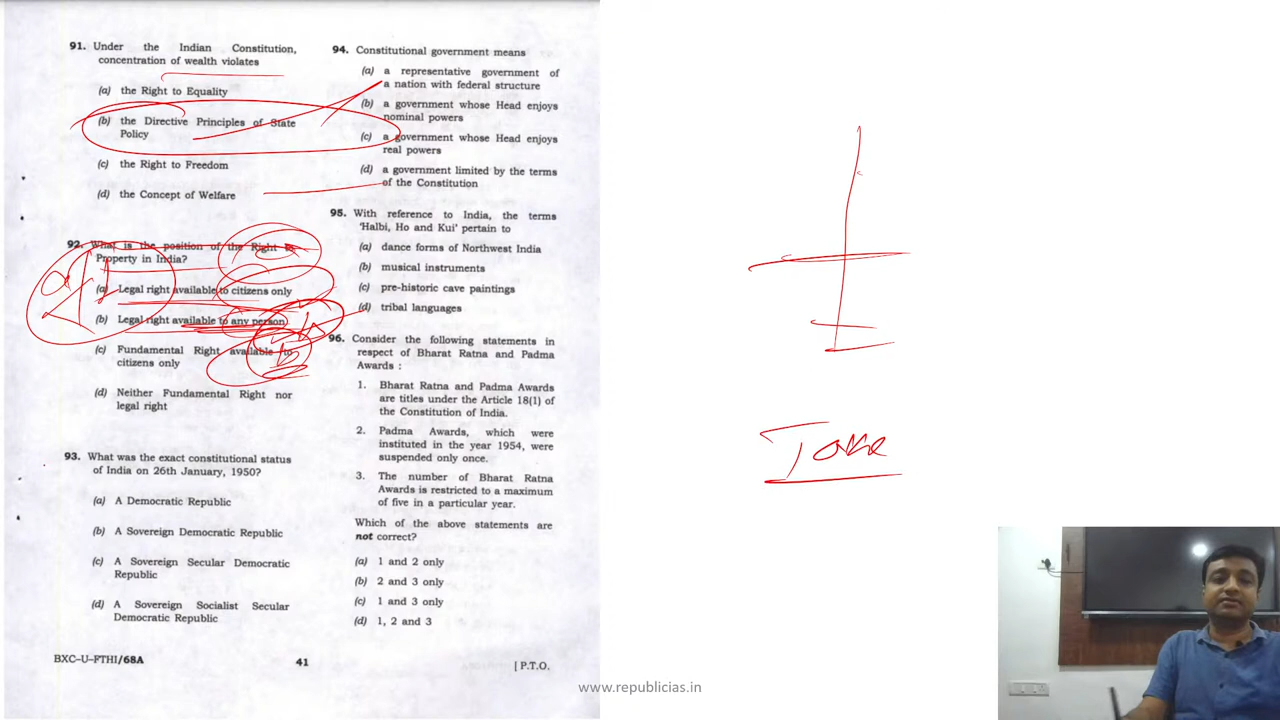 91. Under the Indian Constitution,
concentration of wealth violates
(a) the Right to Equality
(b) the Directive Principles of State
Policy
(c) the Right to Freedom
(d) the Concept of Welfare
92. What is the position of the Right to
Property in India?
(a) Legal right available to citizens only
(b) Legal right available to any person
(c) Fundamental Right available to
citizens only
(d) Neither Fundamental Right nor
legal right
93. What was the exact constitutional status
of India on 26th January, 1950?
(a) A Democratic Republic
(b) A Sovereign Democratic Republic
(c) A Sovereign Secular Democratic
Republic
(d) A Sovereign Socialist Secular
Democratic Republic
BXC-U-FTHI/68A
41
94. Constitutional government means
(a) a representative government of
a nation with federal structure
(b) a government whose Head enjoys
nominal powers
(c) a government whose Head enjoys
real powers
(d) a government limited by the terms
of the Constitution
95. With reference to India, the terms
'Halbi, Ho and Kui' pertain to
(a) dance forms of Northwest India
(b) musical instruments
(c) pre-historic cave paintings
(d) tribal languages
96. Consider the following statements in
respect of Bharat Ratna and Padma
Awards :
1. Bharat Ratna and Padma Awards
are titles under the Article 18(1) of
the Constitution of India.
2. Padma Awards, which were
instituted in the year 1954, were
suspended only once.
3. The number of Bharat Ratna
Awards is restricted to a maximum
of five in a particular year.
Which of the above statements are
not correct?
(a) 1 and 2 only
(b) 2 and 3 only
(c) 1 and 3 only
(d) 1, 2 and 3
[ P.T.O.
www.republicias.in